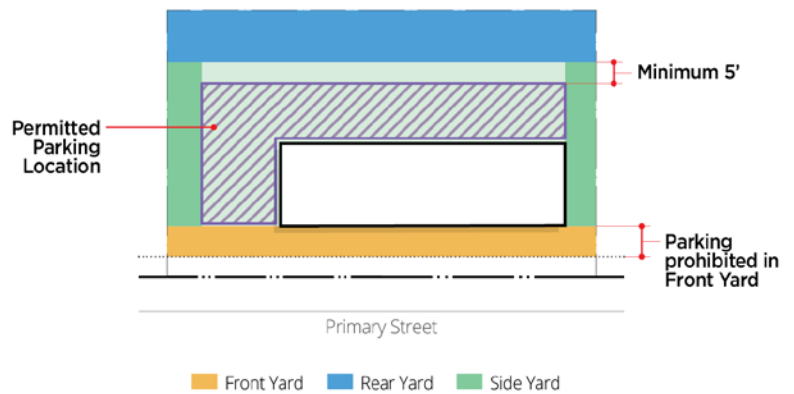 Minimum 5'
Permitted
Parking
Location
Parking
prohibited in
Front Yard
Primary Street
Front Yard
Rear Yard
Side Yard